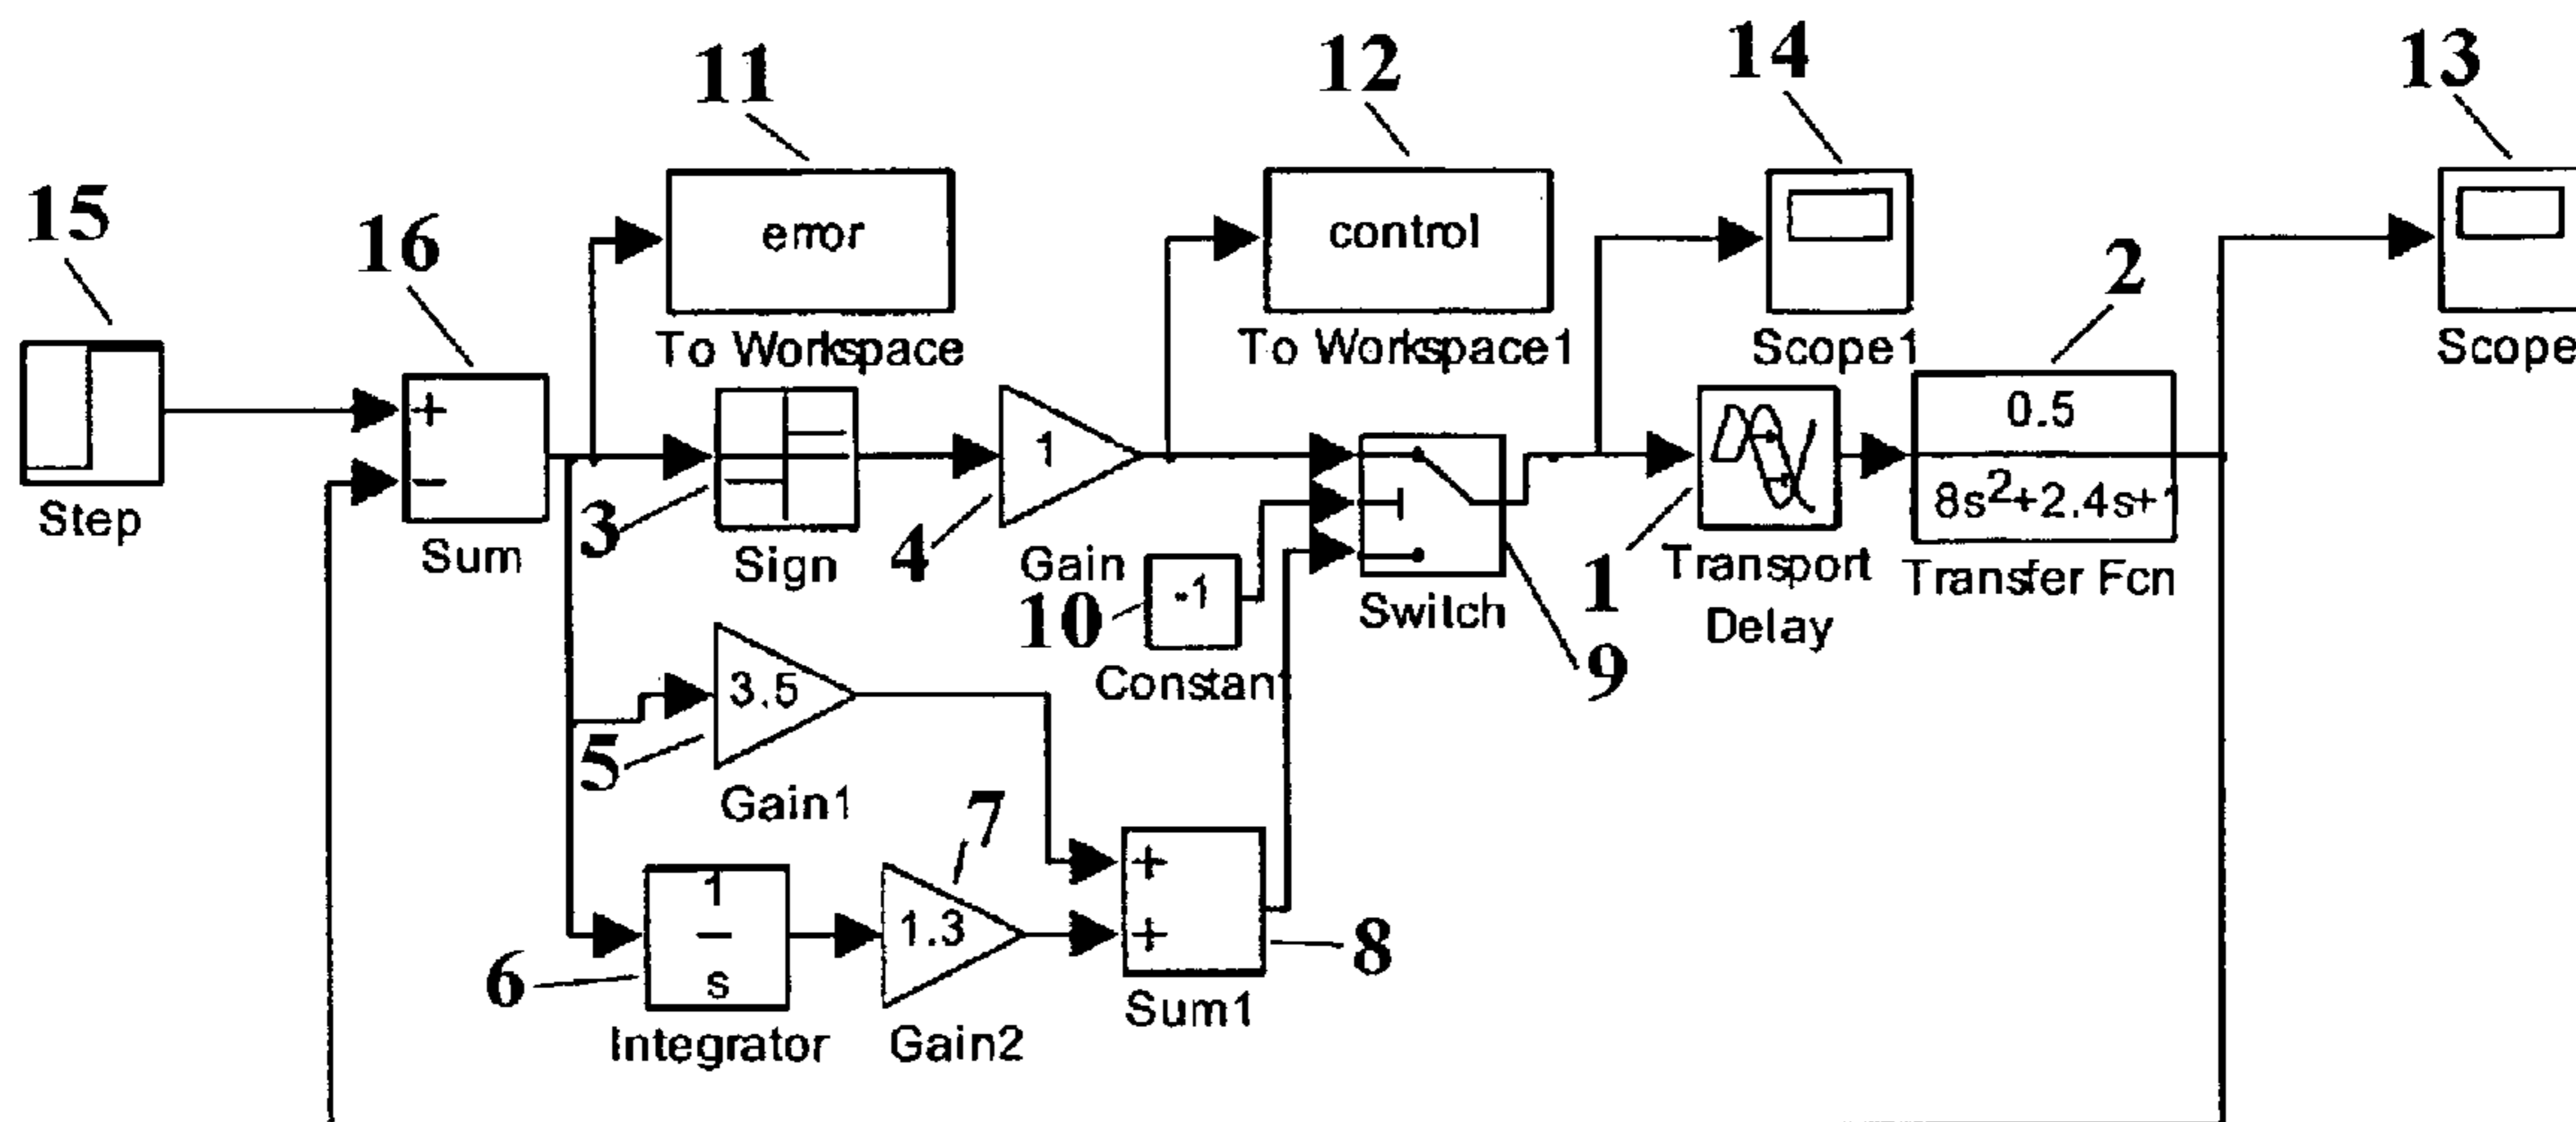 11
12
14
13
15
16
error
control
2
To Workspace
To Workspace1
Scope1
Scope
+
−
1
0.5
8s²+2.4s+1
Step
Sum
3
Sign
4
Gain
10
-1
Constant
Switch
1
Transport
Delay
Transfer Fcn
9
3.5
5
Gain1
7
+
+
1
s
1.3
6
8
Integrator
Gain2
Sum1